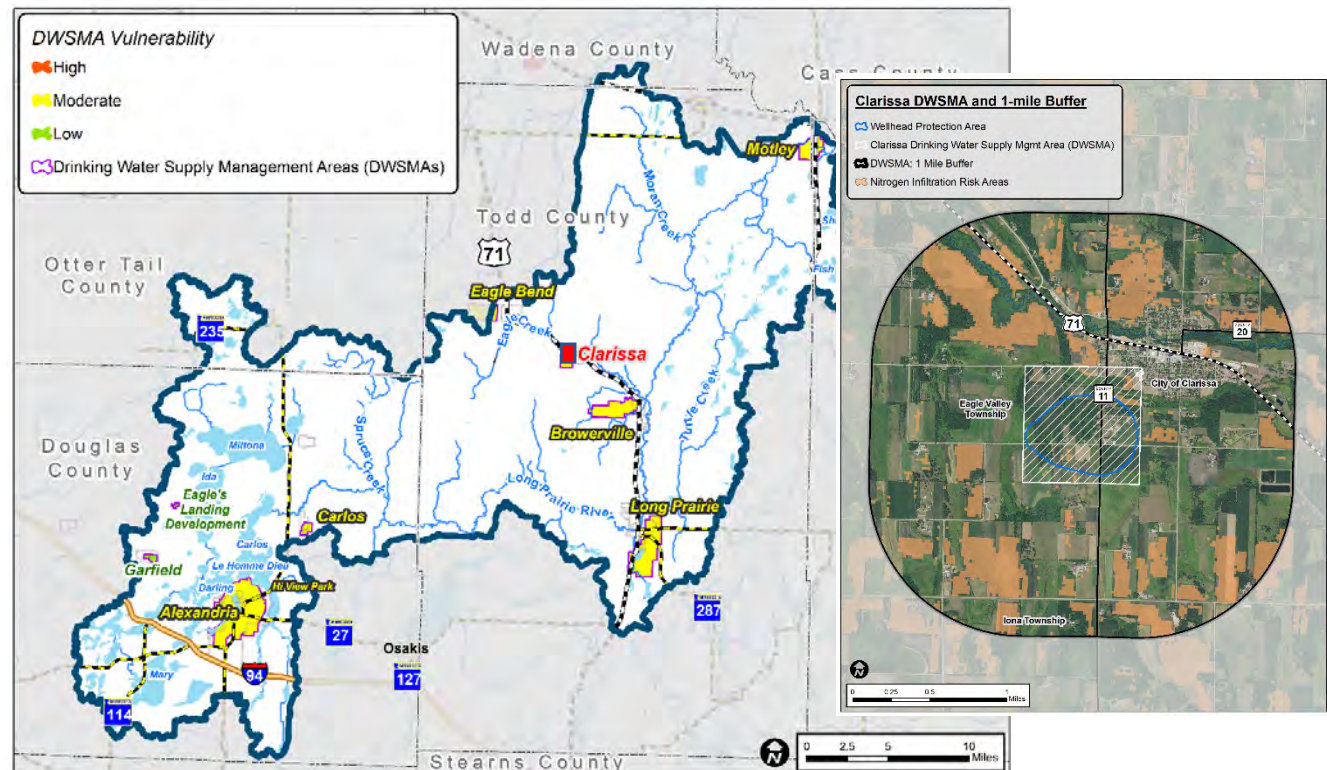 DWSMA Vulnerability
High
Moderate
Low
Drinking Water Supply Management Areas (DWSMAs)
Wadena County
Cass County
Motley
Moran Creek
Todd County
71
Otter Tail
County
Eagle Bend
Fish
235
Eagle Creek
Clarissa
Turtle Creek
Browerville
Spruce Creek
Douglas
County
Miltona
Ida
Eagle's
Landing
Development
Long Prairie River
Long Prairie
Carlos
Carlos
Garfield
Le Homme Dieu
Darling
Hi View Park
Alexandria
287
27
Osakis
94
127
Mary
114
Stearns County
N
0 2.5 5 10
Miles
Clarissa DWSMA and 1-mile Buffer
Wellhead Protection Area
Clarissa Drinking Water Supply Mgmt Area (DWSMA)
DWSMA: 1 Mile Buffer
Nitrogen Infiltration Risk Areas
71
20
City of Clarissa
11
Eagle Valley
Township
Iona Township
N
0 0.25 0.5 1
Miles